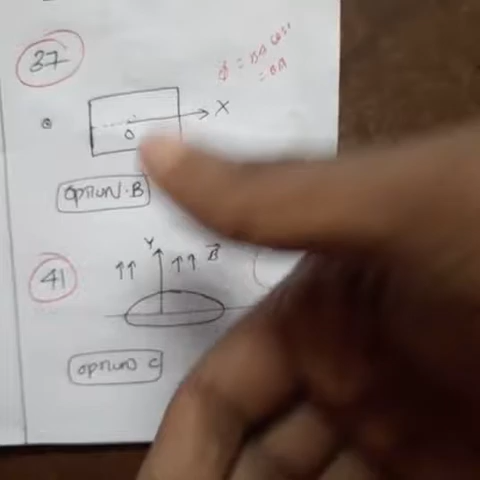 37
φ = BA cos
= BA
X
O
OPTION.B
Y
41
B
OPTION C